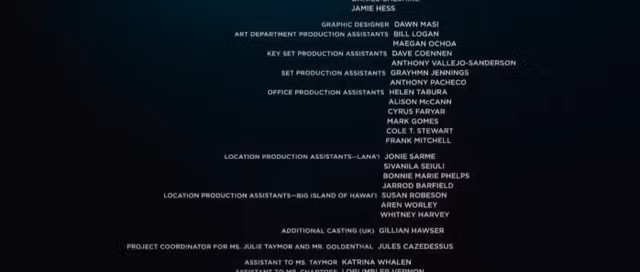 JAMIE HESS
GRAPHIC DESIGNER DAWN MASI
ART DEPARTMENT PRODUCTION ASSISTANTS BILL LOGAN
MAEGAN OCHOA
KEY SET PRODUCTION ASSISTANTS DAVE COENNEN
ANTHONY VALLEJO-SANDERSON
SET PRODUCTION ASSISTANTS GRAYHMN JENNINGS
ANTHONY PACHECO
OFFICE PRODUCTION ASSISTANTS HELEN TABURA
ALISON McCANN
CYRUS FARYAR
MARK GOMES
COLE T. STEWART
FRANK MITCHELL
LOCATION PRODUCTION ASSISTANTS—LANA'I JONIE SARME
SIVANILA SEIULI
BONNIE MARIE PHELPS
JARROD BARFIELD
LOCATION PRODUCTION ASSISTANTS—BIG ISLAND OF HAWAI'I SUSAN ROBESON
AREN WORLEY
WHITNEY HARVEY
ADDITIONAL CASTING (UK) GILLIAN HAWSER
PROJECT COORDINATOR FOR MS. JULIE TAYMOR AND MR. GOLDENTHAL JULES CAZEDESSUS
ASSISTANT TO MS. TAYMOR KATRINA WHALEN